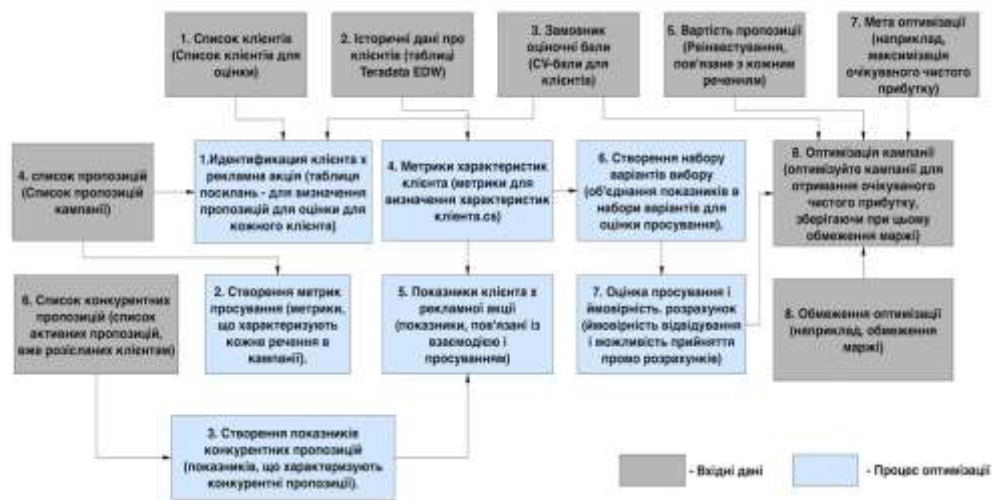 1. Список клієнтів
(Список клієнтів для
оцінки)
2. Історичні дані про
клієнтів (таблиці
Teradata EDW)
3. Замовник
оціночні бали
(CV-бали для
клієнтів)
5. Вартість пропозиції
(Реінвестування,
пов'язане з кожним
реченням)
7. Мета оптимізації
(наприклад,
максимізація
очікуваного чистого
прибутку)
4. список пропозицій
(Список пропозицій
кампанії)
1.Идентификация клієнта x
рекламна акція (таблиця
посилань - для визначення
пропозицій для оцінки для
кожного клієнта)
4. Метрики характеристик
клієнта (метрики для
визначення характеристик
клієнта.св)
6. Створення набору
варіантів вибору
(об'єднання показників в
набори варіантів для
оцінки просування).
8. Оптимізація кампанії
(оптимізуйте кампанії для
отримання очікуваного
чистого прибутку,
зберігаючи при цьому
обмеження маржі)
6. Список конкурентних
пропозицій (список
активних пропозицій,
вже розісланих клієнтам)
2. Створення метрик
просування (метрики,
що характеризують
кожне речення в
кампанії).
5. Показники клієнта x
рекламної акції
(показники, пов'язані із
взаємодією і
просуванням)
7. Оцінка просування і
ймовірність. розрахунок
(ймовірність відвідування
і можливість прийняття
промо розрахунків)
8. Обмеження оптимізації
(наприклад, обмеження
маржі)
3. Створення показників
конкурентних пропозицій
(показників, що характеризують
конкурентні пропозиції).
- Вхідні дані
- Процес оптимізації